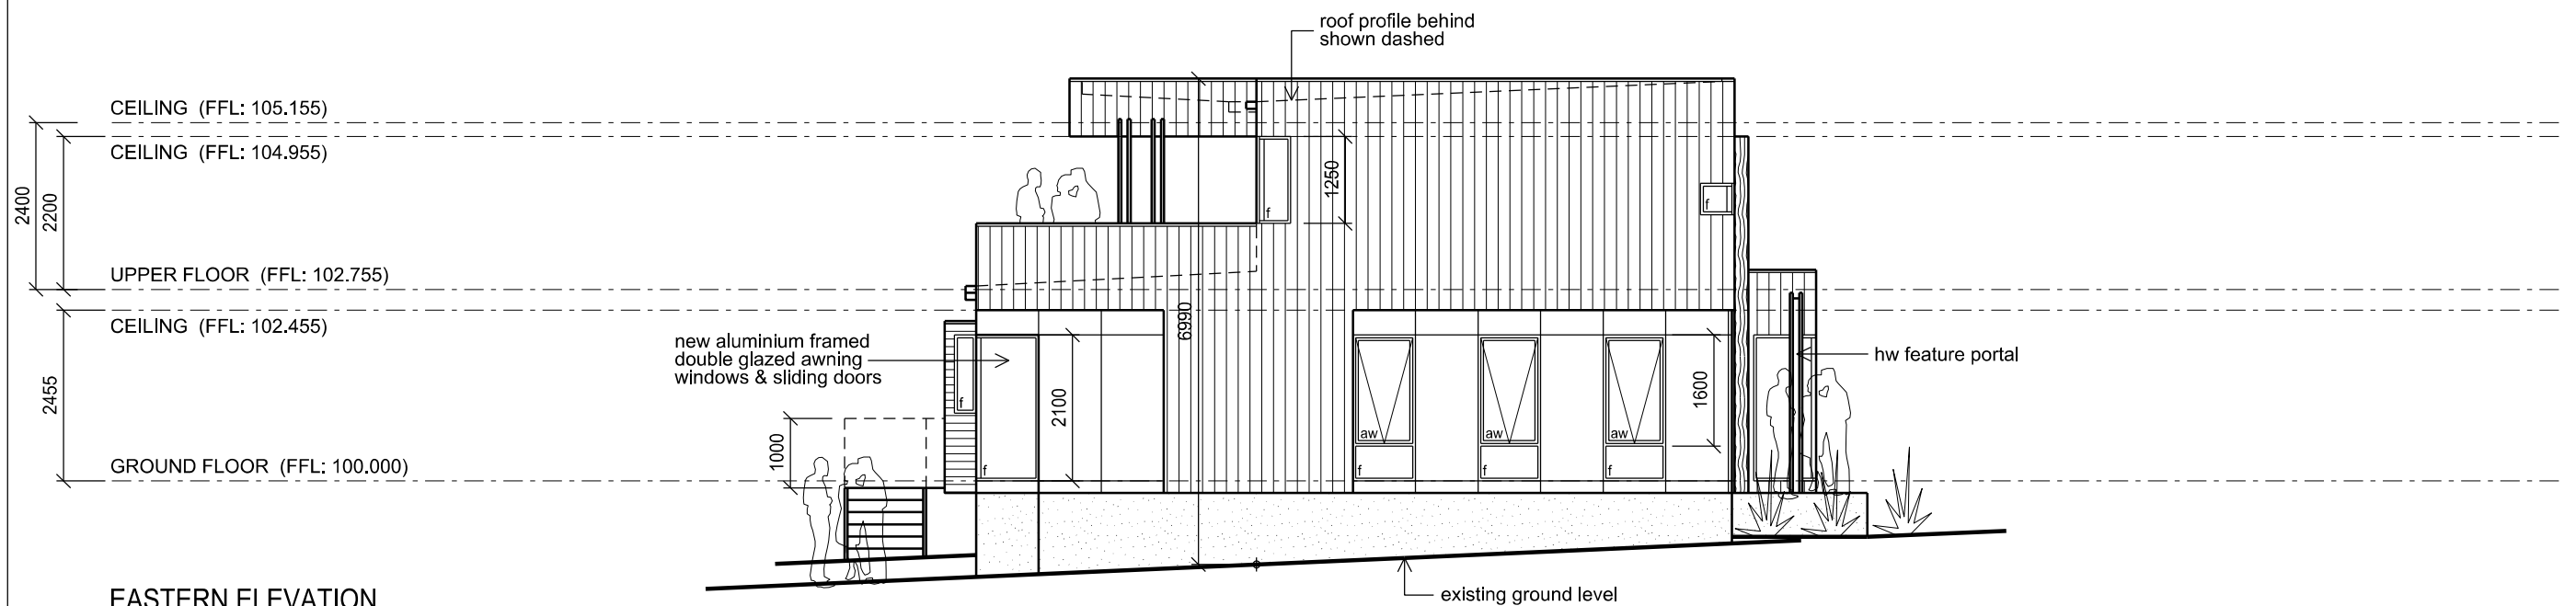 roof profile behind
shown dashed
CEILING (FFL: 105.155)
CEILING (FFL: 104.955)
2400
2200
1250
f
f
UPPER FLOOR (FFL: 102.755)
CEILING (FFL: 102.455)
6990
new aluminium framed
double glazed awning
windows & sliding doors
hw feature portal
2455
f
2100
1600
aw
aw
aw
1000
GROUND FLOOR (FFL: 100.000)
f
f
f
f
existing ground level
EASTERN ELEVATION